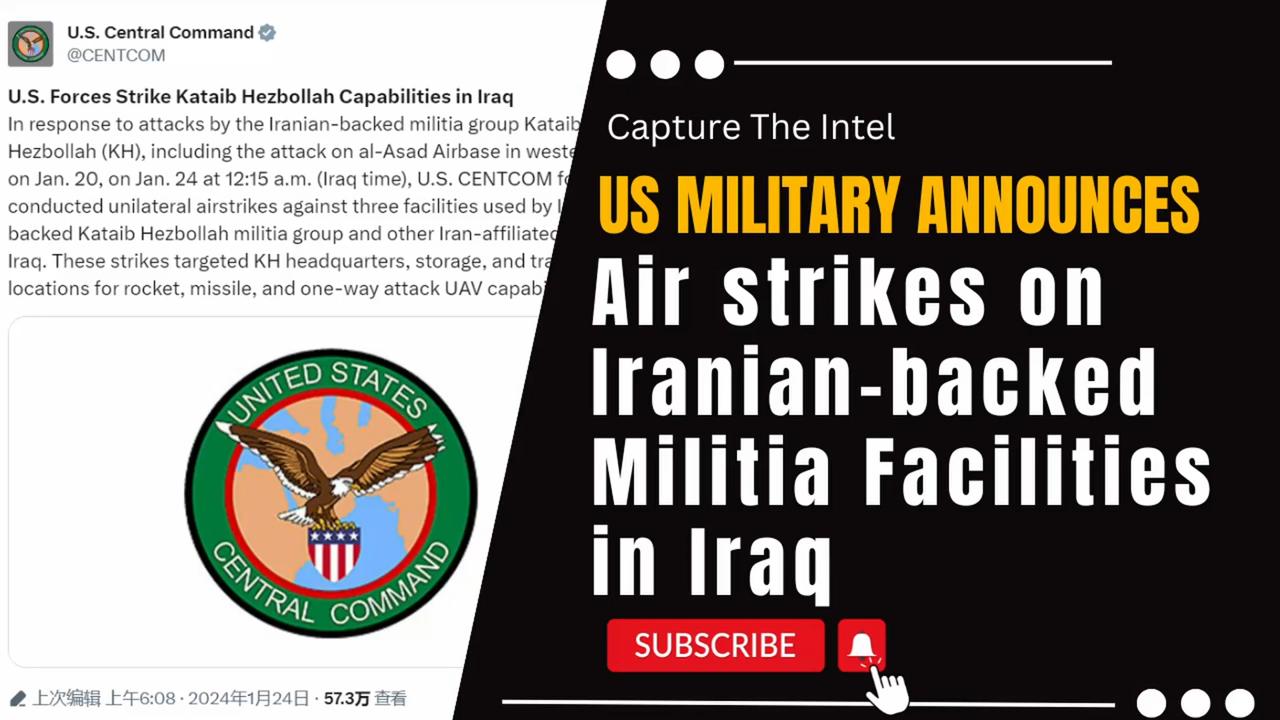 U.S. Central Command
@CENTCOM
U.S. Forces Strike Kataib Hezbollah Capabilities in Iraq
In response to attacks by the Iranian-backed militia group Kataib
Hezbollah (KH), including the attack on al-Asad Airbase in
on Jan. 20, on Jan. 24 at 12:15 a.m. (Iraq time), U.S. CENTCOM
conducted unilateral airstrikes against three facilities used by
backed Kataib Hezbollah militia group and other Iran-affiliated
Iraq. These strikes targeted KH headquarters, storage, and
locations for rocket, missile, and one-way attack UAV
UNITED STATES
CENTRAL COMMAND
上次编辑 上午6:08 · 2024年1月24日 · 57.3万 查看
Capture The Intel
US MILITARY ANNOUNCES
Air strikes on
Iranian-backed
Militia Facilities
in Iraq
SUBSCRIBE